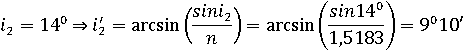 i₂ = 14⁰ ⇒ i₂′ = arcsin (sini₂ / n) = arcsin (sin14⁰ / 1,5183) = 9⁰10′